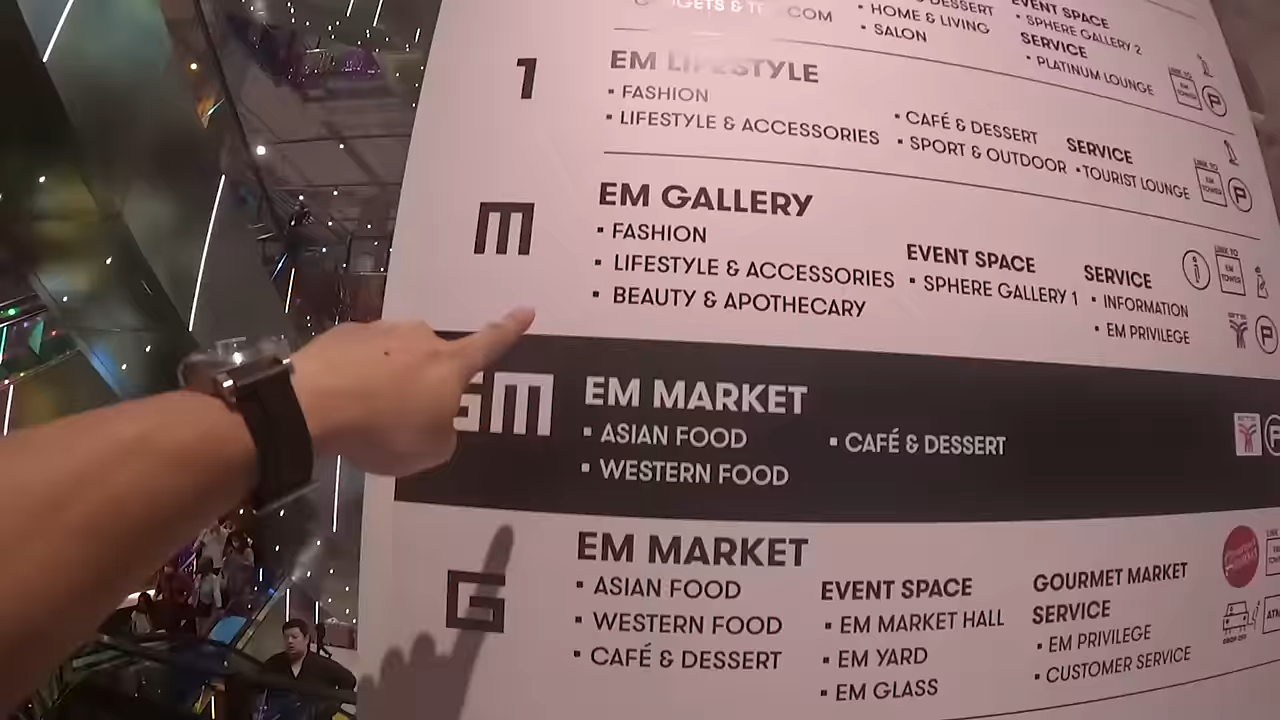 COM
DESSERT
HOME & LIVING
SALON
EVENT SPACE
SPHERE GALLERY 2
SERVICE
PLATINUM LOUNGE
1
EM LIFESTYLE
FASHION
LIFESTYLE & ACCESSORIES
CAFÉ & DESSERT
SPORT & OUTDOOR
SERVICE
TOURIST LOUNGE
LINK TO
EM
TOWER
P
M
EM GALLERY
FASHION
LIFESTYLE & ACCESSORIES
BEAUTY & APOTHECARY
EVENT SPACE
SPHERE GALLERY 1
SERVICE
INFORMATION
EM PRIVILEGE
LINK TO
EM
TOWER
BTS
P
GM
EM MARKET
ASIAN FOOD
WESTERN FOOD
CAFÉ & DESSERT
P
G
EM MARKET
ASIAN FOOD
WESTERN FOOD
CAFÉ & DESSERT
EVENT SPACE
EM MARKET HALL
EM YARD
EM GLASS
GOURMET MARKET
SERVICE
EM PRIVILEGE
CUSTOMER SERVICE
DROP OFF